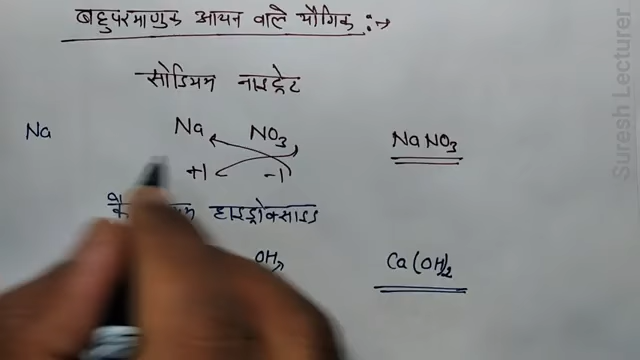 बहुपरमाणुक आयन वाले यौगिक :→
सोडियम नाइट्रेट
Na Na NO₃ NaNO₃
+1 -1
हाइड्रोक्साइड
OH Ca(OH)₂
Suresh Lecturer